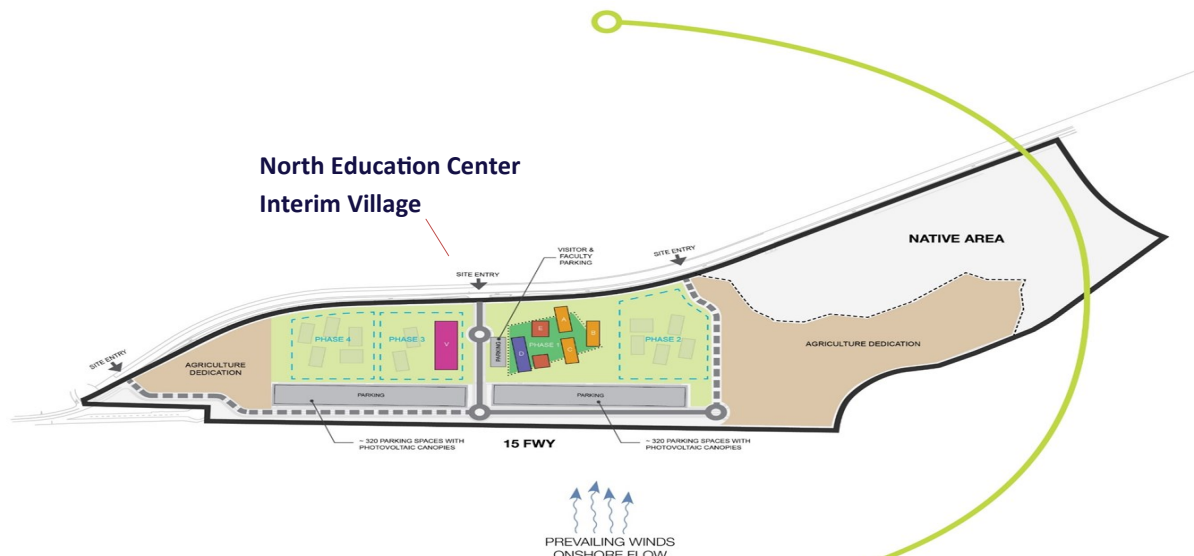 North Education Center
Interim Village
VISITOR &
FACULTY
PARKING
SITE ENTRY
SITE ENTRY
NATIVE AREA
SITE ENTRY
AGRICULTURE
DEDICATION
PHASE 4
PHASE 3
V
PARKING
E
A
B
D
PHASE 1
C
PHASE 2
AGRICULTURE DEDICATION
PARKING
PARKING
~ 320 PARKING SPACES WITH
PHOTOVOLTAIC CANOPIES
15 FWY
~ 320 PARKING SPACES WITH
PHOTOVOLTAIC CANOPIES
PREVAILING WINDS
ONSHORE FLOW